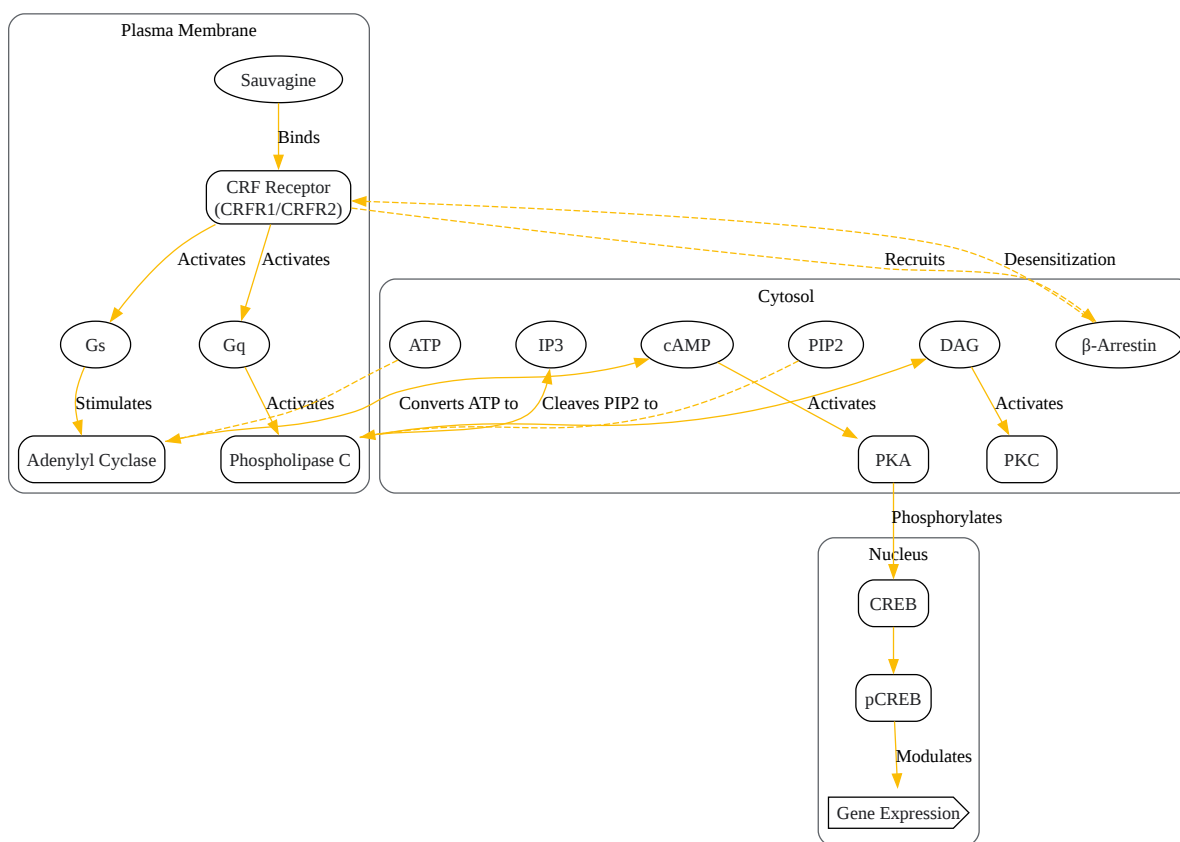 Plasma Membrane
Sauvagine
Binds
CRF Receptor
(CRFR1/CRFR2)
Activates
Activates
Recruits
Desensitization
Cytosol
Gs
Gq
ATP
IP3
cAMP
PIP2
DAG
β-Arrestin
Stimulates
Activates
Converts ATP to
Cleaves PIP2 to
Activates
Activates
Adenylyl Cyclase
Phospholipase C
PKA
PKC
Phosphorylates
Nucleus
CREB
pCREB
Modulates
Gene Expression